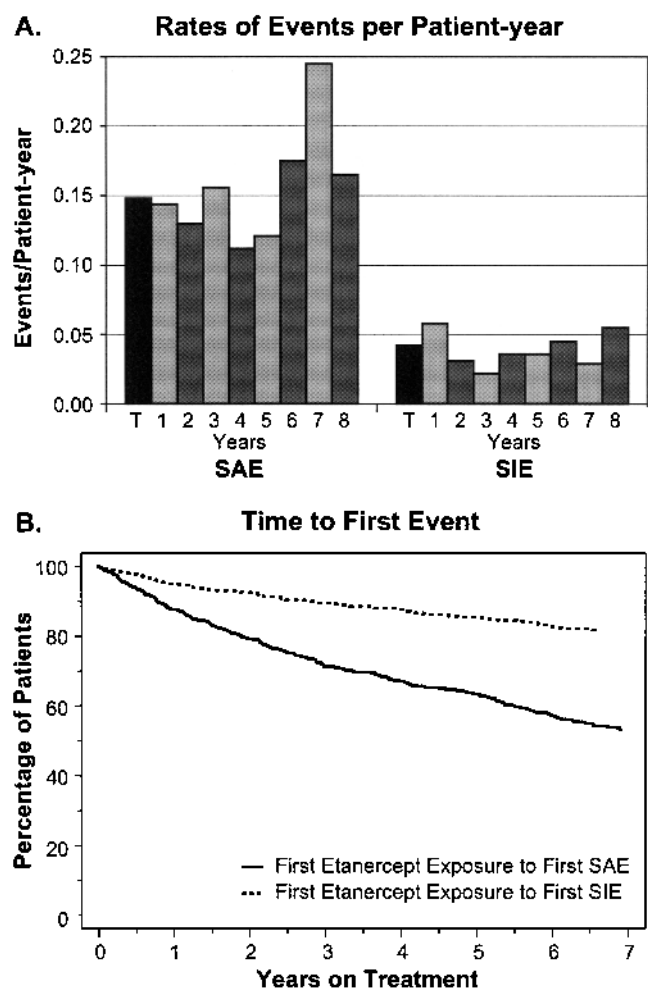 A. Rates of Events per Patient-year
Events/Patient-year
0.25
0.20
0.15
0.10
0.05
0.00
T 1 2 3 4 5 6 7 8 T 1 2 3 4 5 6 7 8
Years Years
SAE SIE
B. Time to First Event
Percentage of Patients
100
80
60
40
20
0
First Etanercept Exposure to First SAE
First Etanercept Exposure to First SIE
0 1 2 3 4 5 6 7
Years on Treatment